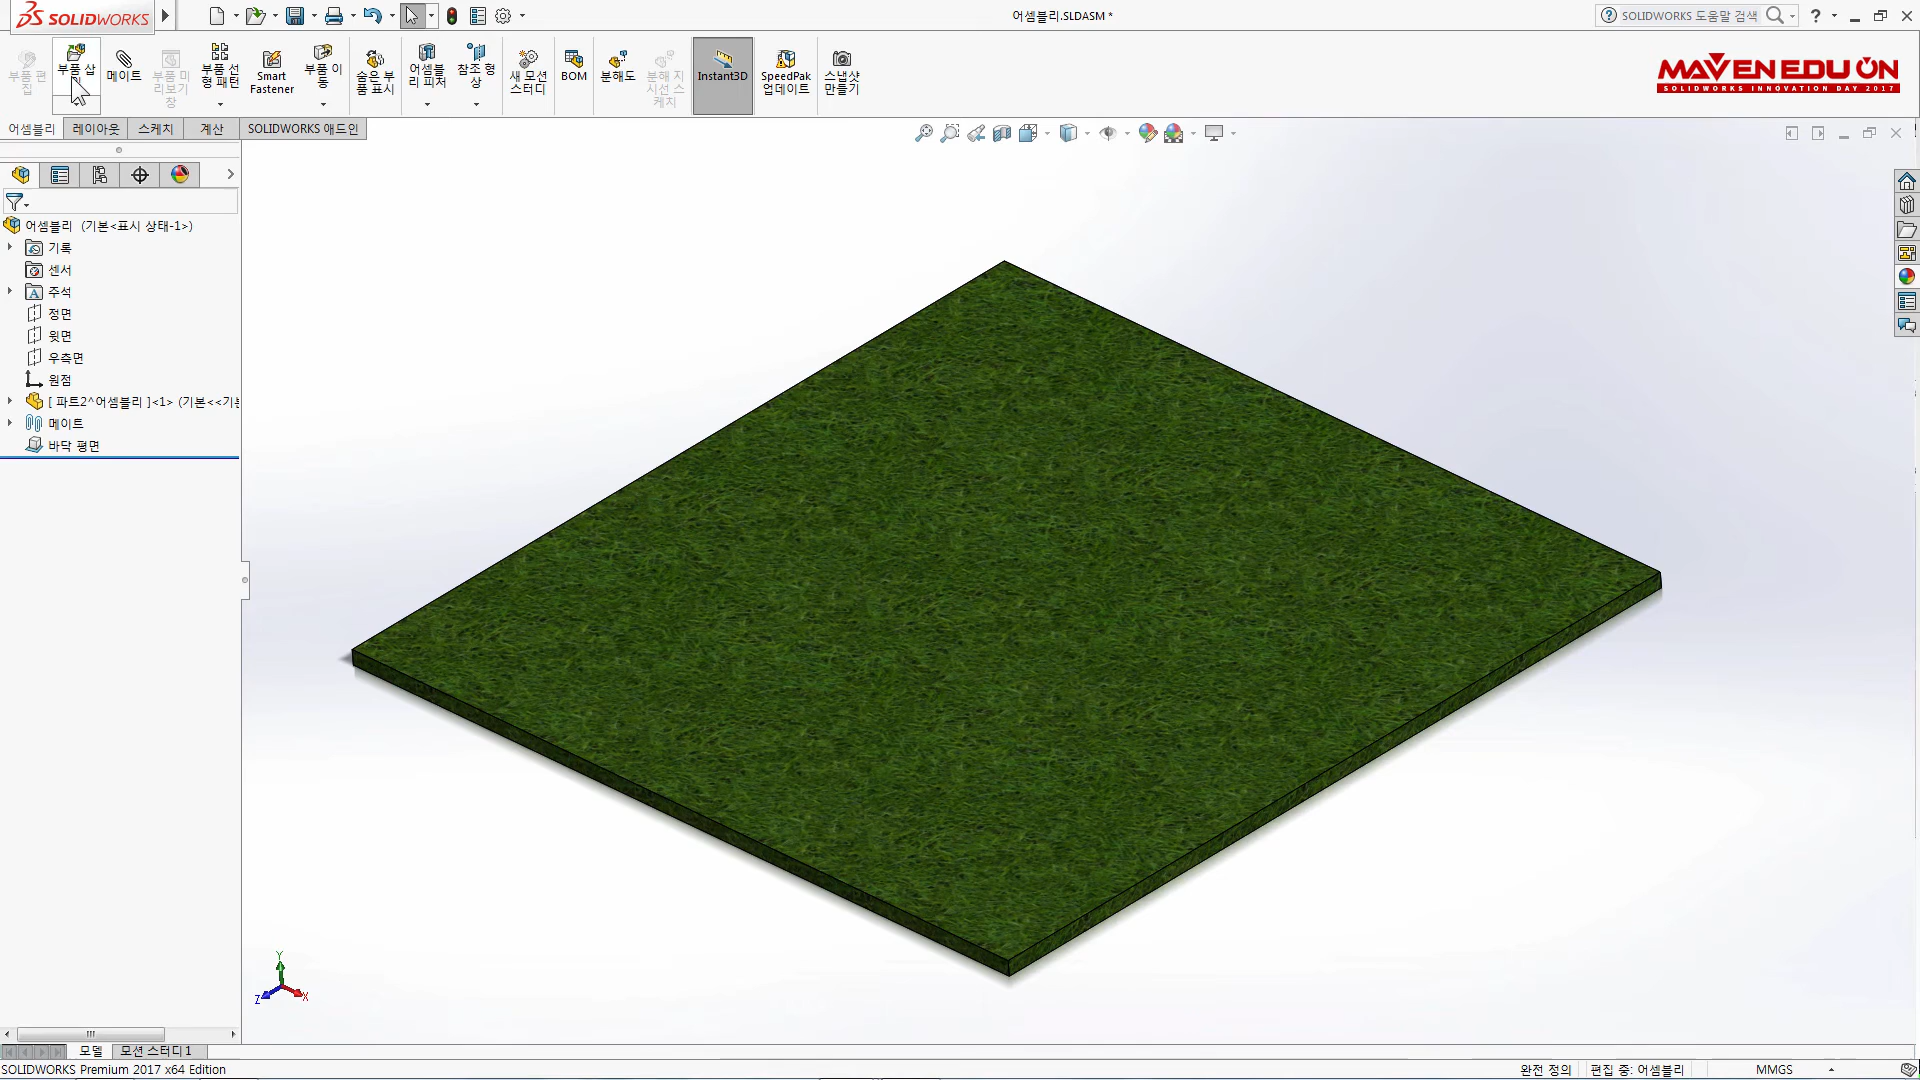 SOLIDWORKS
어셈블리.SLDASM *
SOLIDWORKS 도움말 검색
부품 편
집
부품 삽
메이트
부품 미
리보기
창
부품 선
형 패턴
Smart
Fastener
부품 이
동
숨은 부
품 표시
어셈블
리 피처
참조 형
상
새 모션
스터디
BOM
분해도
분해 지
시선 스
케치
Instant3D
SpeedPak
업데이트
스냅샷
만들기
MAVEN EDU ON
SOLIDWORKS INNOVATION DAY 2017
어셈블리
레이아웃
스케치
계산
SOLIDWORKS 애드인
어셈블리 (기본<표시 상태-1>)
기록
센서
주석
정면
윗면
우측면
원점
[ 파트2^어셈블리 ]<1> (기본<<기본
메이트
바닥 평면
Y
Z
X
모델
모션 스터디1
SOLIDWORKS Premium 2017 x64 Edition
완전 정의
편집 중: 어셈블리
MMGS